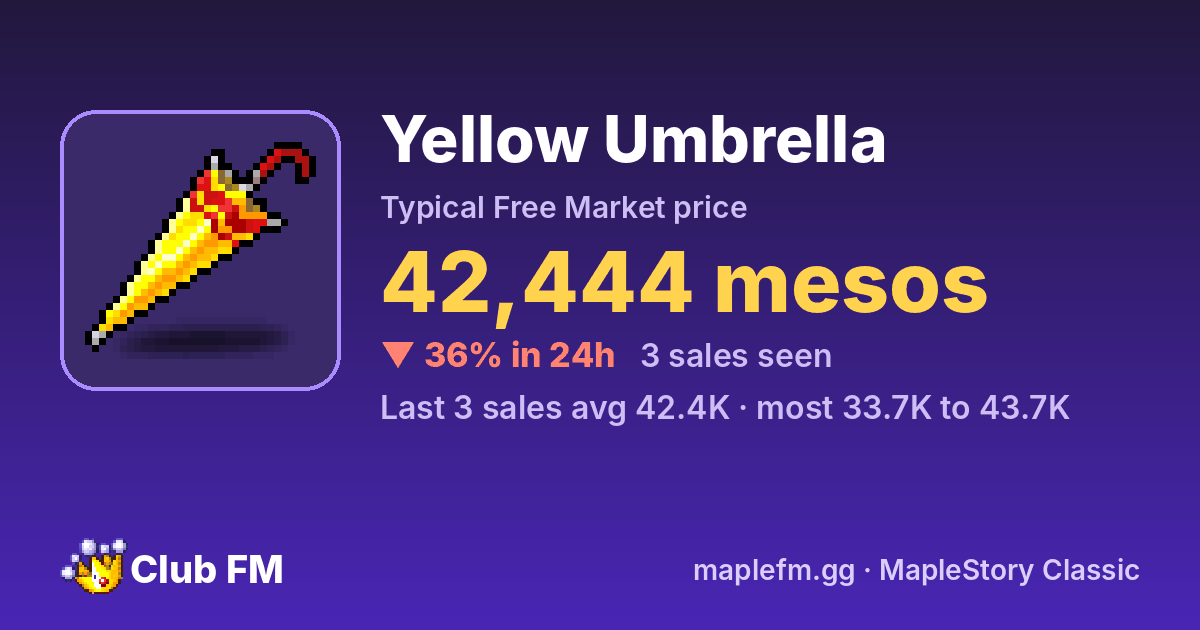 Yellow Umbrella
Typical Free Market price
42,444 mesos
▼ 36% in 24h 3 sales seen
Last 3 sales avg 42.4K · most 33.7K to 43.7K
Club FM
maplefm.gg · MapleStory Classic